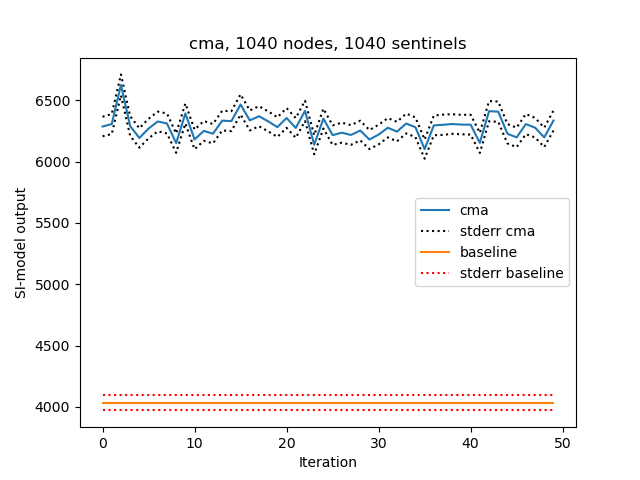 cma, 1040 nodes, 1040 sentinels
SI-model output
6500
6000
5500
5000
4500
4000
cma
stderr cma
baseline
stderr baseline
0 10 20 30 40 50
Iteration